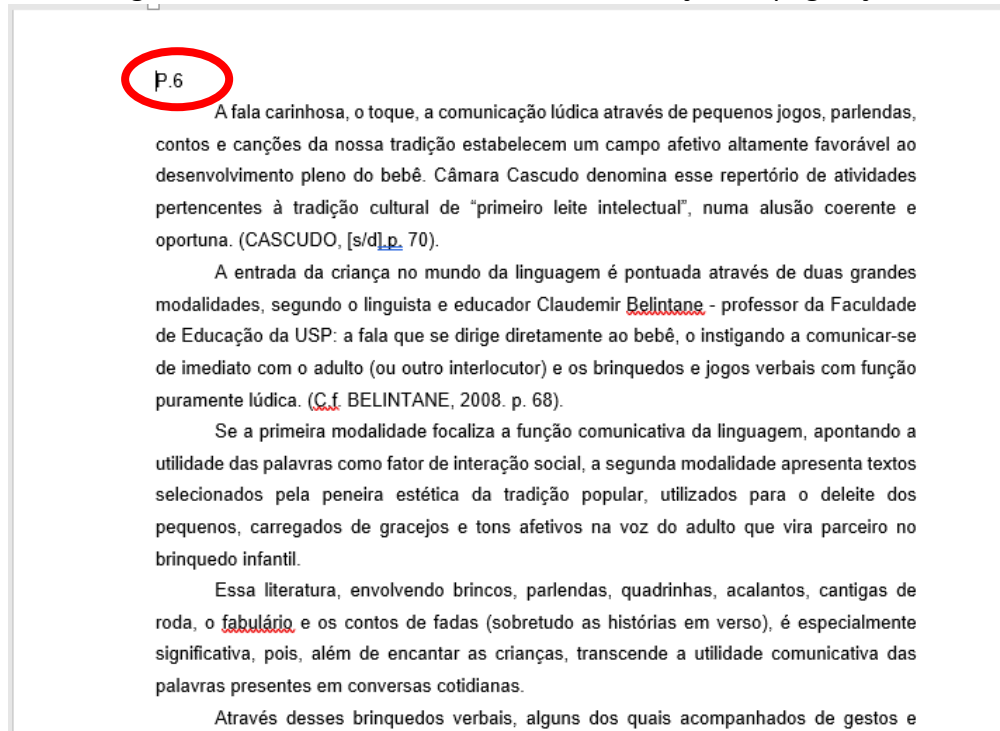 P.6
A fala carinhosa, o toque, a comunicação lúdica através de pequenos jogos, parlendas,
contos e canções da nossa tradição estabelecem um campo afetivo altamente favorável ao
desenvolvimento pleno do bebê. Câmara Cascudo denomina esse repertório de atividades
pertencentes à tradição cultural de “primeiro leite intelectual”, numa alusão coerente e
oportuna. (CASCUDO, [s/d].p. 70).
A entrada da criança no mundo da linguagem é pontuada através de duas grandes
modalidades, segundo o linguista e educador Claudemir Belintane - professor da Faculdade
de Educação da USP: a fala que se dirige diretamente ao bebê, o instigando a comunicar-se
de imediato com o adulto (ou outro interlocutor) e os brinquedos e jogos verbais com função
puramente lúdica. (C.f. BELINTANE, 2008. p. 68).
Se a primeira modalidade focaliza a função comunicativa da linguagem, apontando a
utilidade das palavras como fator de interação social, a segunda modalidade apresenta textos
selecionados pela peneira estética da tradição popular, utilizados para o deleite dos
pequenos, carregados de gracejos e tons afetivos na voz do adulto que vira parceiro no
brinquedo infantil.
Essa literatura, envolvendo brincos, parlendas, quadrinhas, acalantos, cantigas de
roda, o fabulário e os contos de fadas (sobretudo as histórias em verso), é especialmente
significativa, pois, além de encantar as crianças, transcende a utilidade comunicativa das
palavras presentes em conversas cotidianas.
Através desses brinquedos verbais, alguns dos quais acompanhados de gestos e